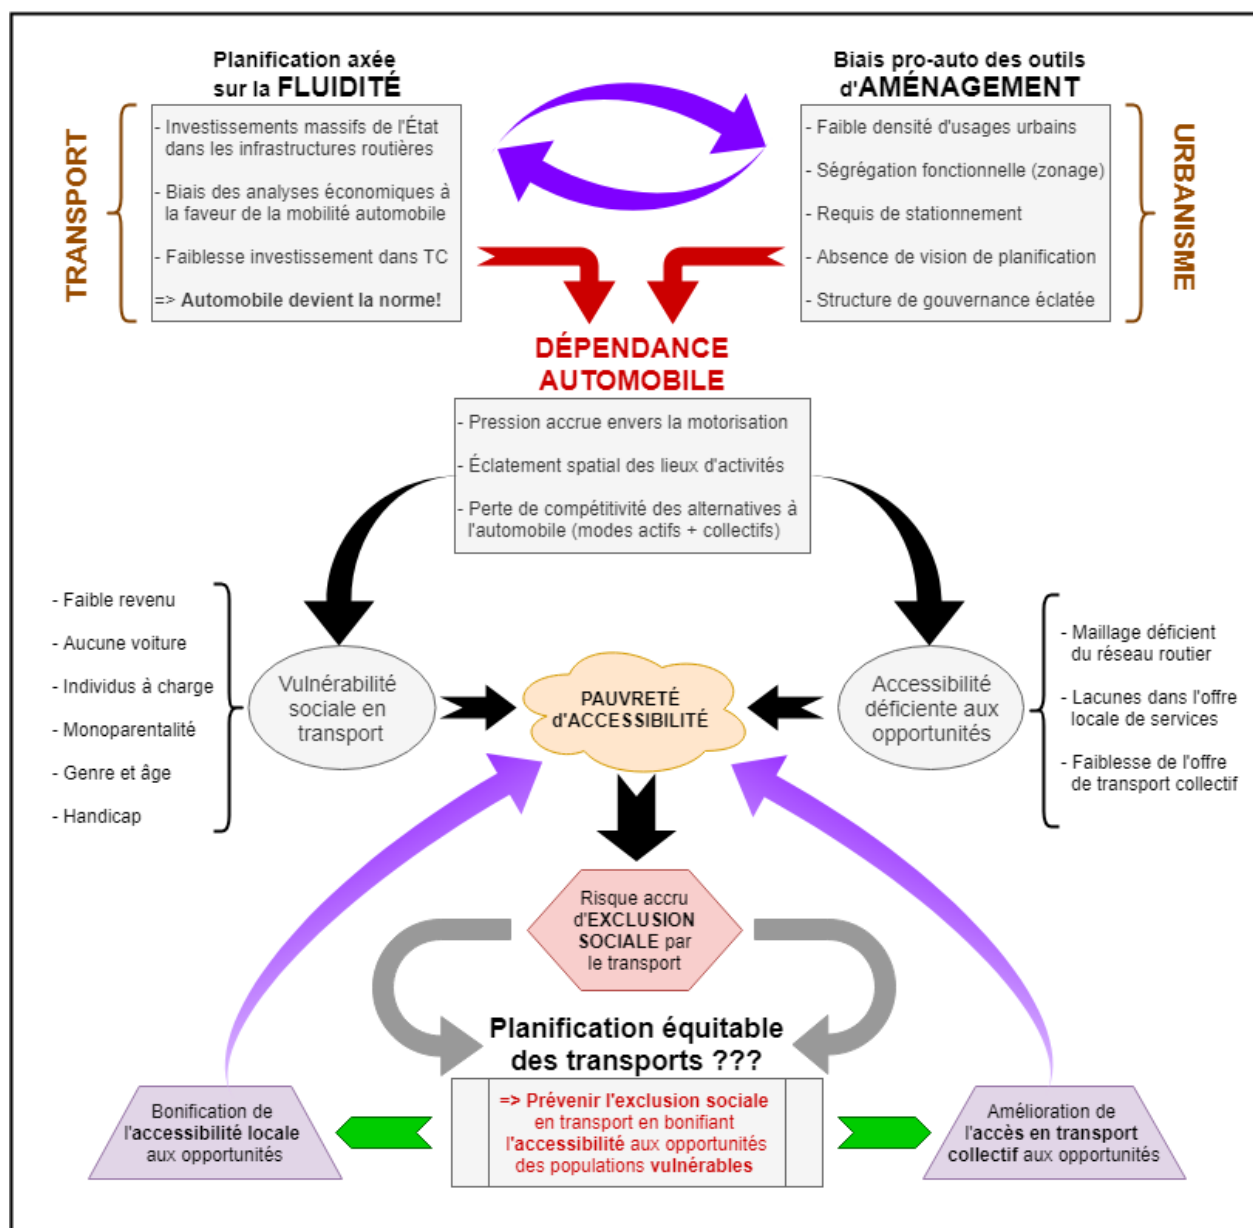 Planification axée
sur la FLUIDITÉ
TRANSPORT
- Investissements massifs de l'État
dans les infrastructures routières
- Biais des analyses économiques à
la faveur de la mobilité automobile
- Faiblesse investissement dans TC
=> Automobile devient la norme!
Biais pro-auto des outils
d'AMÉNAGEMENT
- Faible densité d'usages urbains
- Ségrégation fonctionnelle (zonage)
- Requis de stationnement
- Absence de vision de planification
- Structure de gouvernance éclatée
URBANISME
DÉPENDANCE
AUTOMOBILE
- Pression accrue envers la motorisation
- Éclatement spatial des lieux d'activités
- Perte de compétitivité des alternatives à
l'automobile (modes actifs + collectifs)
- Faible revenu
- Aucune voiture
- Individus à charge
- Monoparentalité
- Genre et âge
- Handicap
Vulnérabilité
sociale en
transport
PAUVRETÉ
d'ACCESSIBILITÉ
Accessibilité
déficiente aux
opportunités
- Maillage déficient
du réseau routier
- Lacunes dans l'offre
locale de services
- Faiblesse de l'offre
de transport collectif
Risque accru
d'EXCLUSION
SOCIALE par
le transport
Planification équitable
des transports ???
=> Prévenir l'exclusion sociale
en transport en bonifiant
l'accessibilité aux opportunités
des populations vulnérables
Bonification de
l'accessibilité locale
aux opportunités
Amélioration de
l'accès en transport
collectif aux opportunités